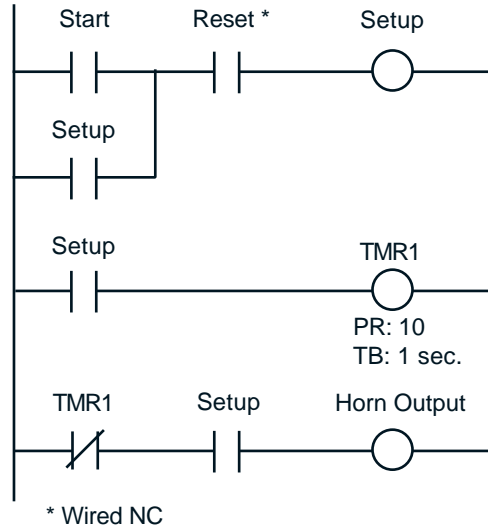 Start Reset * Setup
Setup
Setup TMR1
PR: 10
TB: 1 sec.
TMR1 Setup Horn Output
* Wired NC